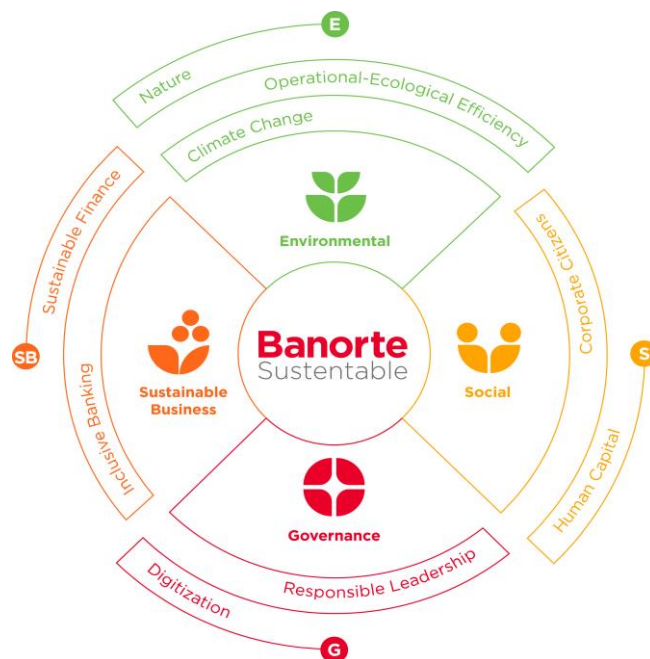 E
Nature
Operational-Ecological Efficiency
Climate Change
Environmental
Sustainable Finance
Inclusive Banking
SB
Sustainable
Business
Banorte
Sustentable
Social
Corporate Citizens
S
Human Capital
Governance
Responsible Leadership
Digitization
G